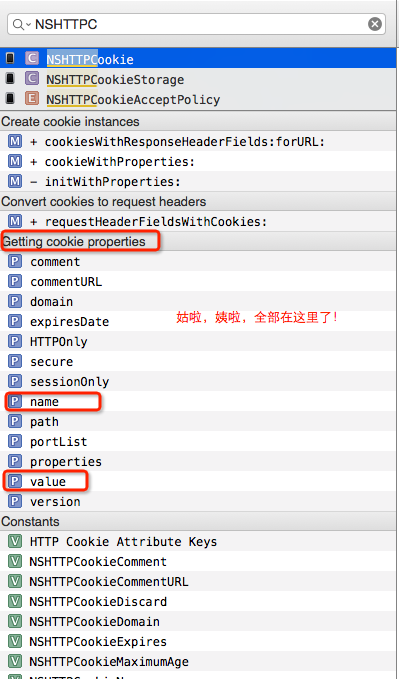 NSHTTPC
C NSHTTPCookie
C NSHTTPCookieStorage
E NSHTTPCookieAcceptPolicy
Create cookie instances
M + cookiesWithResponseHeaderFields:forURL:
M + cookieWithProperties:
M - initWithProperties:
Convert cookies to request headers
M + requestHeaderFieldsWithCookies:
Getting cookie properties
P comment
P commentURL
P domain
P expiresDate
姑啦，姨啦，全部在这里了！
P HTTPOnly
P secure
P sessionOnly
P name
P path
P portList
P properties
P value
P version
Constants
V HTTP Cookie Attribute Keys
V NSHTTPCookieComment
V NSHTTPCookieCommentURL
V NSHTTPCookieDiscard
V NSHTTPCookieDomain
V NSHTTPCookieExpires
V NSHTTPCookieMaximumAge